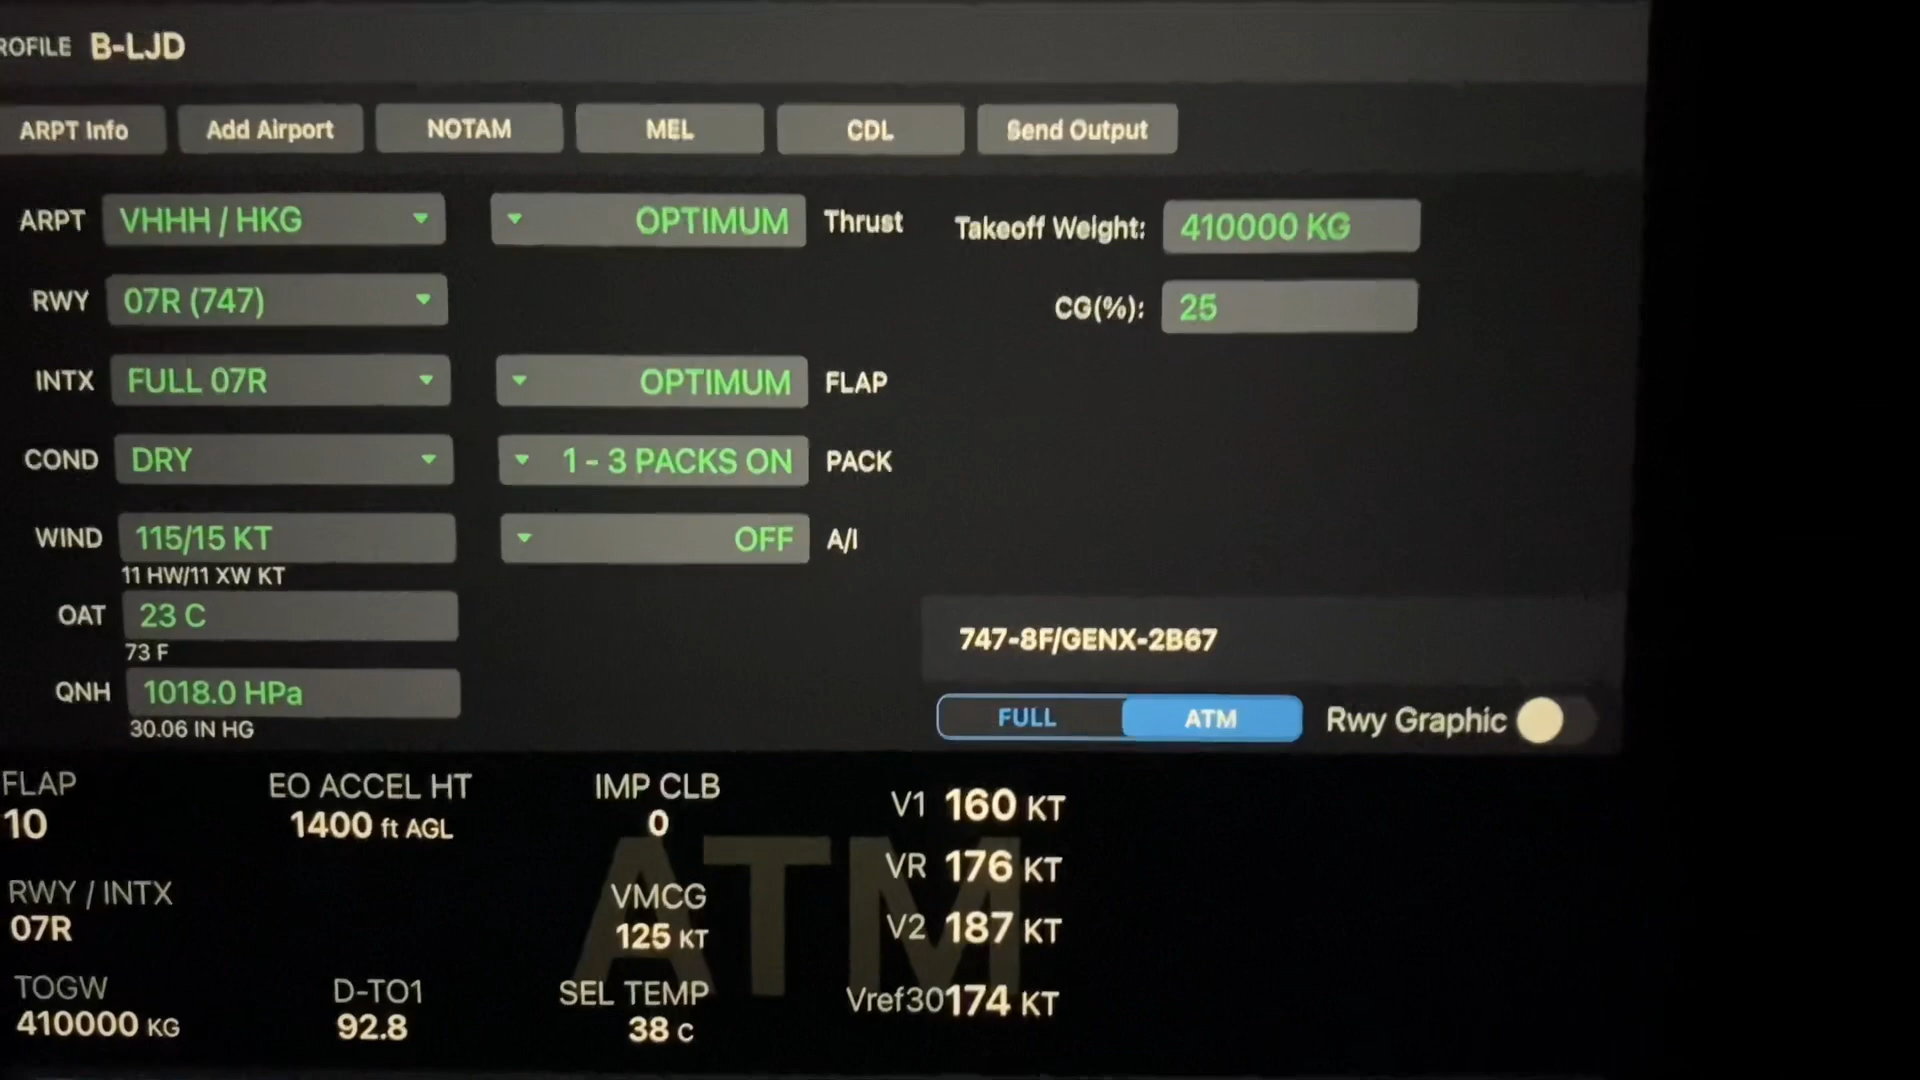 ROFILE B-LJD
ARPT Info Add Airport NOTAM MEL CDL Send Output
ARPT VHHH / HKG OPTIMUM Thrust Takeoff Weight: 410000 KG
RWY 07R (747) CG(%): 25
INTX FULL 07R OPTIMUM FLAP
COND DRY 1 - 3 PACKS ON PACK
WIND 115/15 KT OFF A/I
11 HW/11 XW KT
OAT 23 C
73 F
747-8F/GENX-2B67
QNH 1018.0 HPa
30.06 IN HG
FULL ATM Rwy Graphic
FLAP EO ACCEL HT IMP CLB V1 160 KT
10 1400 ft AGL 0
ATM
VR 176 KT
RWY / INTX VMCG
07R 125 KT V2 187 KT
TOGW D-TO1 SEL TEMP Vref30 174 KT
410000 KG 92.8 38 C